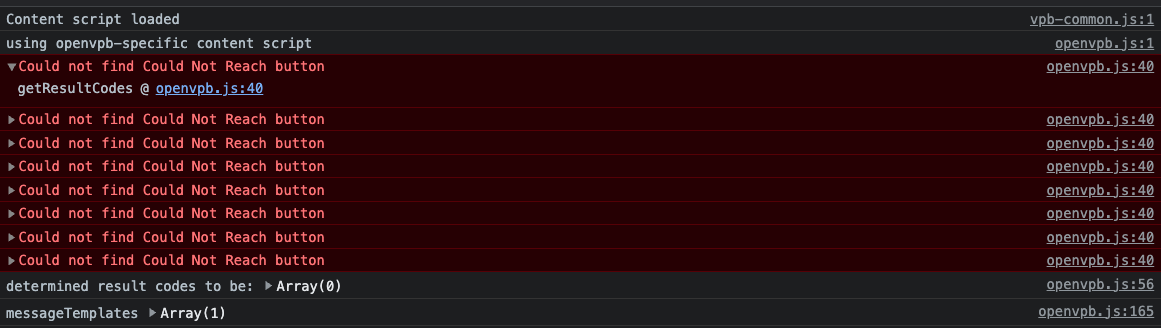 Content script loaded vpb-common.js:1
using openvpb-specific content script openvpb.js:1
▼Could not find Could Not Reach button openvpb.js:40
getResultCodes @ openvpb.js:40
▶Could not find Could Not Reach button openvpb.js:40
▶Could not find Could Not Reach button openvpb.js:40
▶Could not find Could Not Reach button openvpb.js:40
▶Could not find Could Not Reach button openvpb.js:40
▶Could not find Could Not Reach button openvpb.js:40
▶Could not find Could Not Reach button openvpb.js:40
▶Could not find Could Not Reach button openvpb.js:40
determined result codes to be: ▶Array(0) openvpb.js:56
messageTemplates ▶Array(1) openvpb.js:165